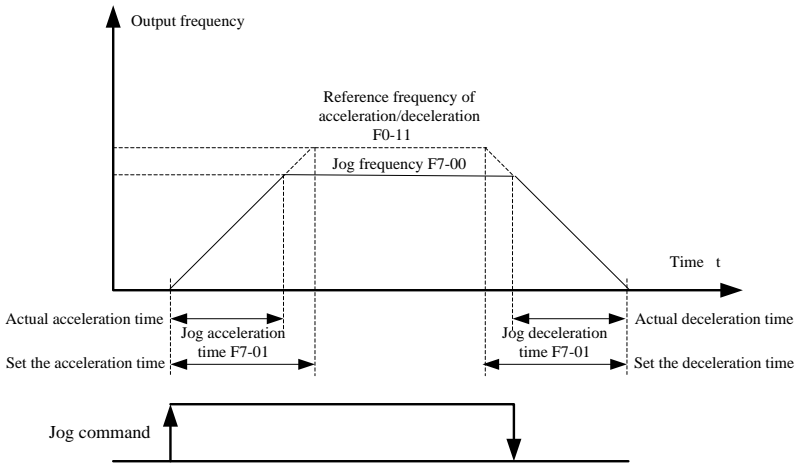 Output frequency
Reference frequency of
acceleration/deceleration
F0-11
Jog frequency F7-00
Time t
Actual acceleration time
Jog acceleration
time F7-01
Set the acceleration time
Jog deceleration
time F7-01
Actual deceleration time
Set the deceleration time
Jog command